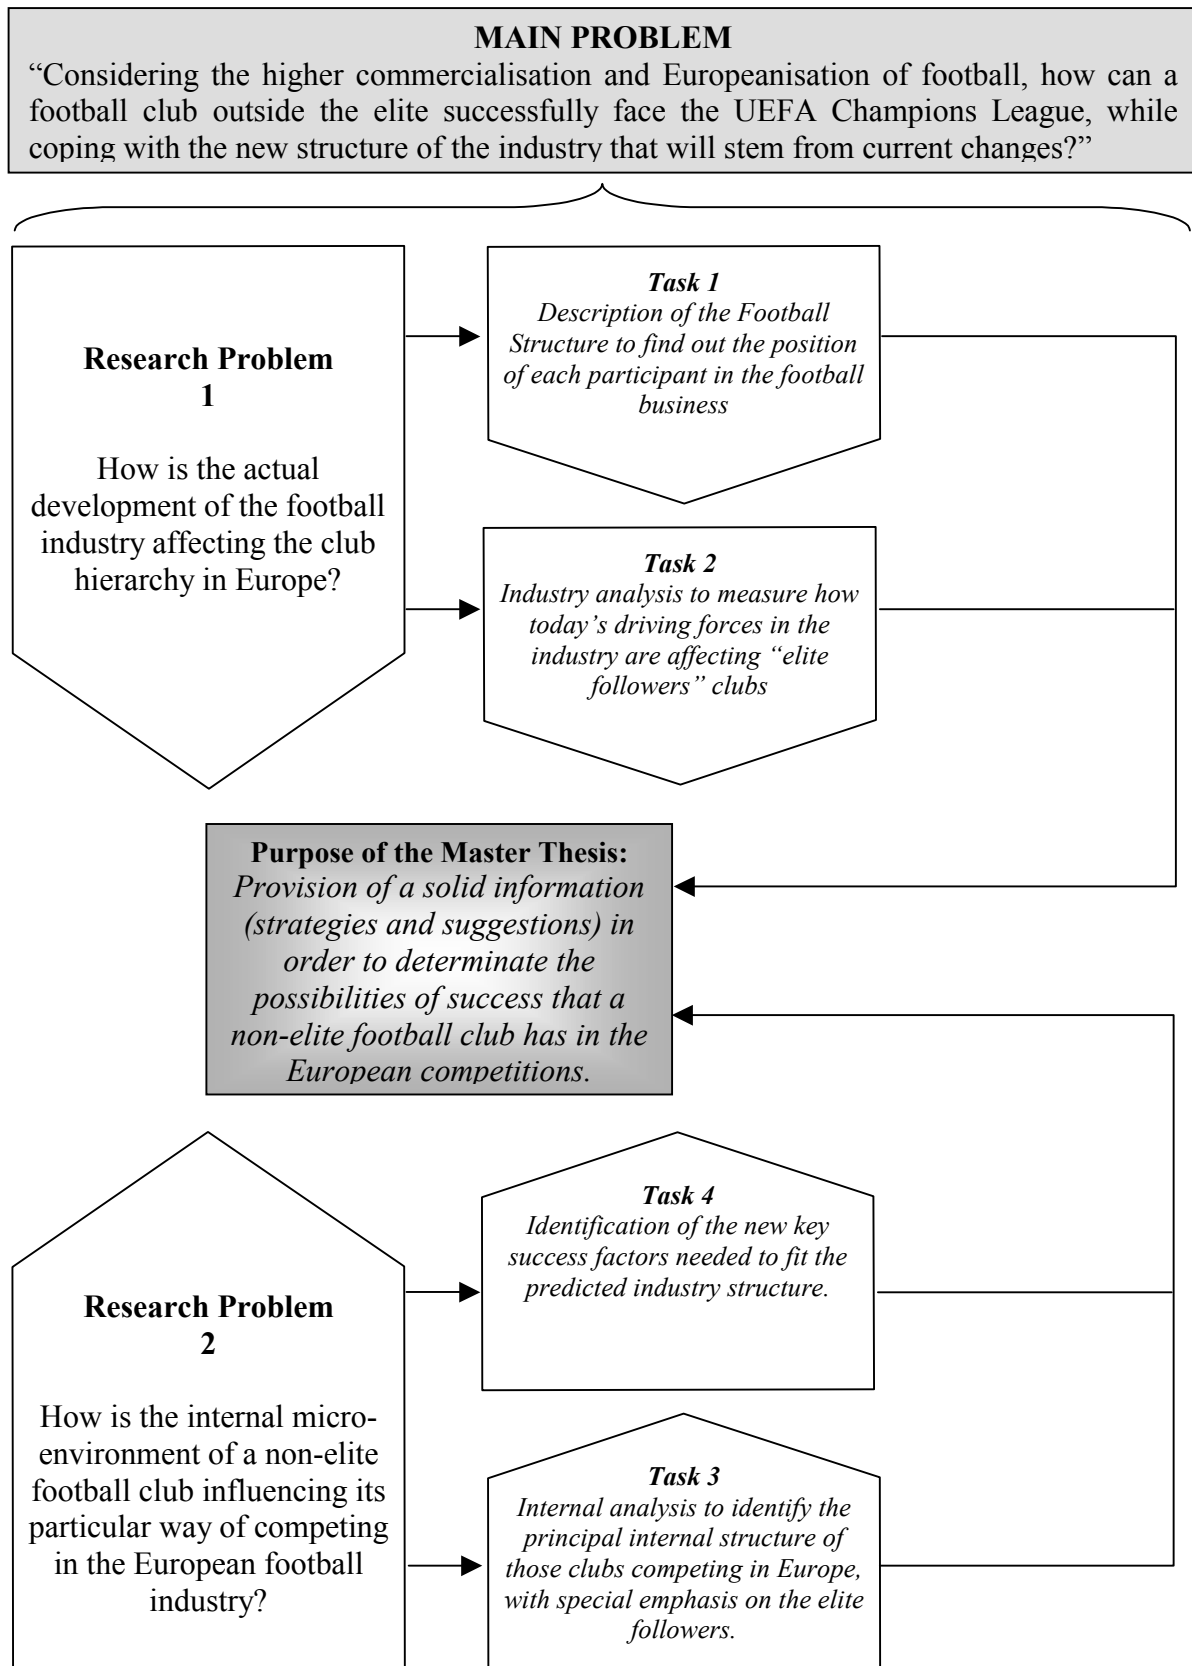 MAIN PROBLEM
“Considering the higher commercialisation and Europeanisation of football, how can a
football club outside the elite successfully face the UEFA Champions League, while
coping with the new structure of the industry that will stem from current changes?”
Research Problem
1
How is the actual
development of the football
industry affecting the club
hierarchy in Europe?
Task 1
Description of the Football
Structure to find out the position
of each participant in the football
business
Task 2
Industry analysis to measure how
today’s driving forces in the
industry are affecting “elite
followers” clubs
Purpose of the Master Thesis:
Provision of a solid information
(strategies and suggestions) in
order to determinate the
possibilities of success that a
non-elite football club has in the
European competitions.
Research Problem
2
How is the internal micro-
environment of a non-elite
football club influencing its
particular way of competing
in the European football
industry?
Task 4
Identification of the new key
success factors needed to fit the
predicted industry structure.
Task 3
Internal analysis to identify the
principal internal structure of
those clubs competing in Europe,
with special emphasis on the elite
followers.